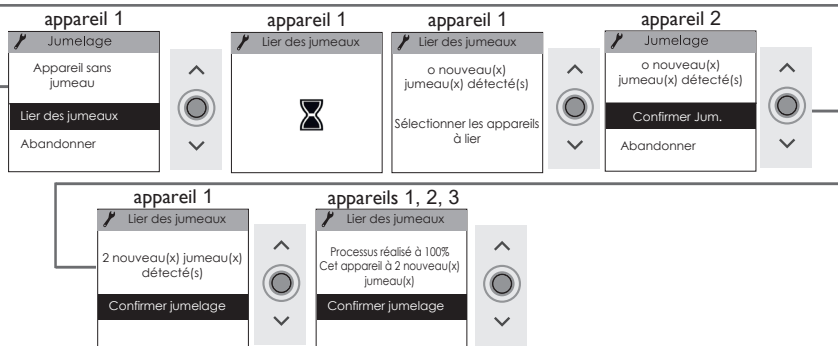 appareil 1
Jumelage
Appareil sans
jumeau
Lier des jumeaux
Abandonner
appareil 1
Lier des jumeaux
appareil 1
Lier des jumeaux
o nouveau(x)
jumeau(x) détecté(s)
Sélectionner les appareils
à lier
appareil 2
Jumelage
o nouveau(x)
jumeau(x) détecté(s)
Confirmer Jum.
Abandonner
appareil 1
Lier des jumeaux
2 nouveau(x) jumeau(x)
détecté(s)
Confirmer jumelage
appareils 1, 2, 3
Lier des jumeaux
Processus réalisé à 100%
Cet appareil à 2 nouveau(x)
jumeau(x)
Confirmer jumelage